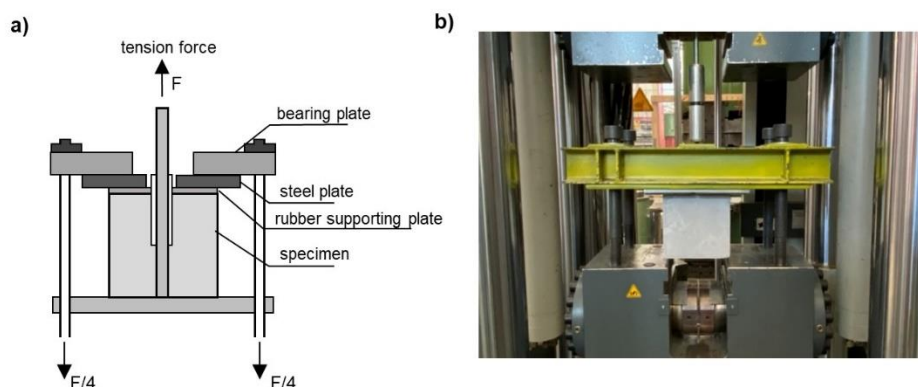 a)
tension force
F
bearing plate
steel plate
rubber supporting plate
specimen
F/4
F/4
b)